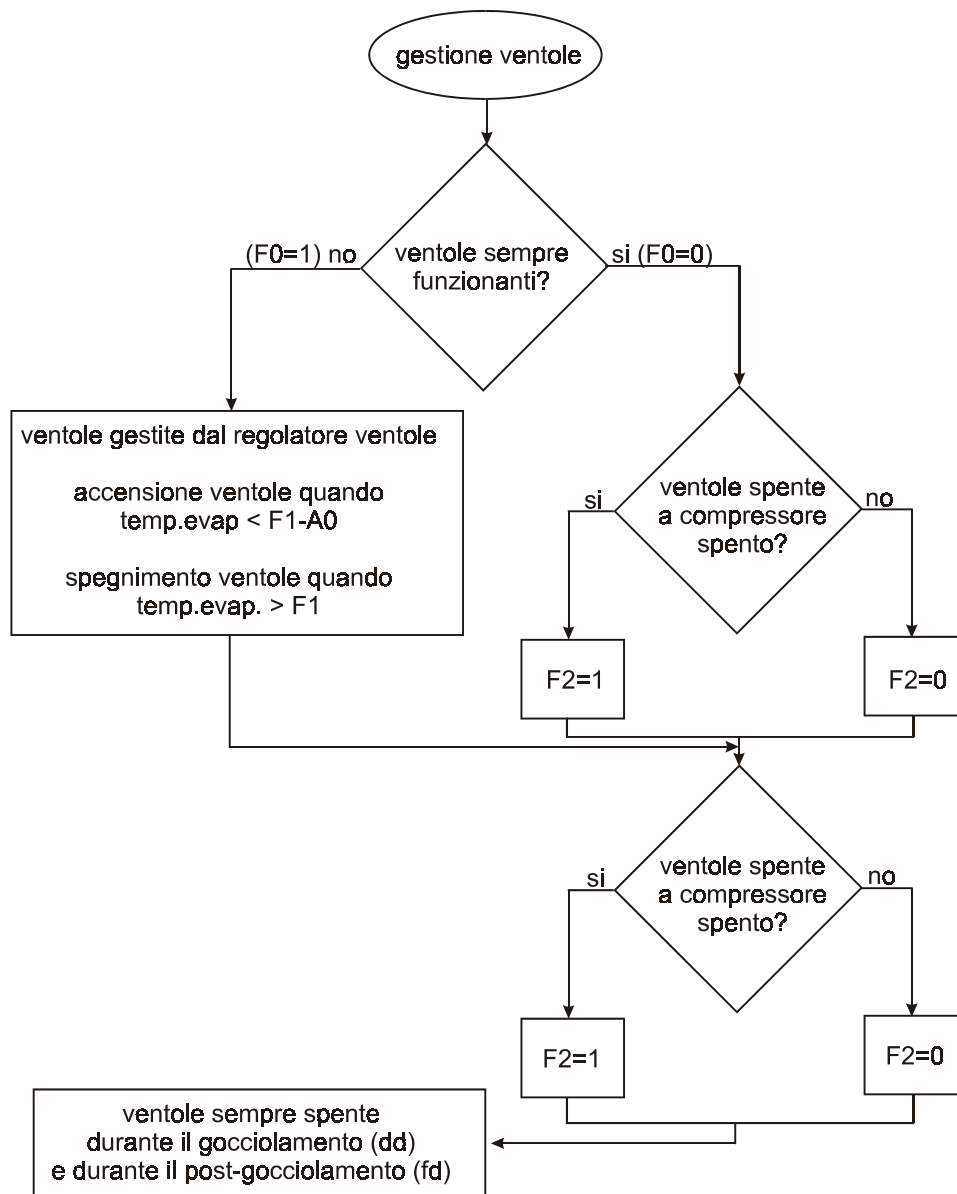 gestione ventole
ventole sempre
funzionanti?
(F0=1) no
si (F0=0)
ventole gestite dal regolatore ventole
accensione ventole quando
temp.evap < F1-A0
spegnimento ventole quando
temp.evap. > F1
ventole spente
a compressore
spento?
si
no
F2=1
F2=0
ventole spente
a compressore
spento?
si
no
F2=1
F2=0
ventole sempre spente
durante il gocciolamento (dd)
e durante il post-gocciolamento (fd)